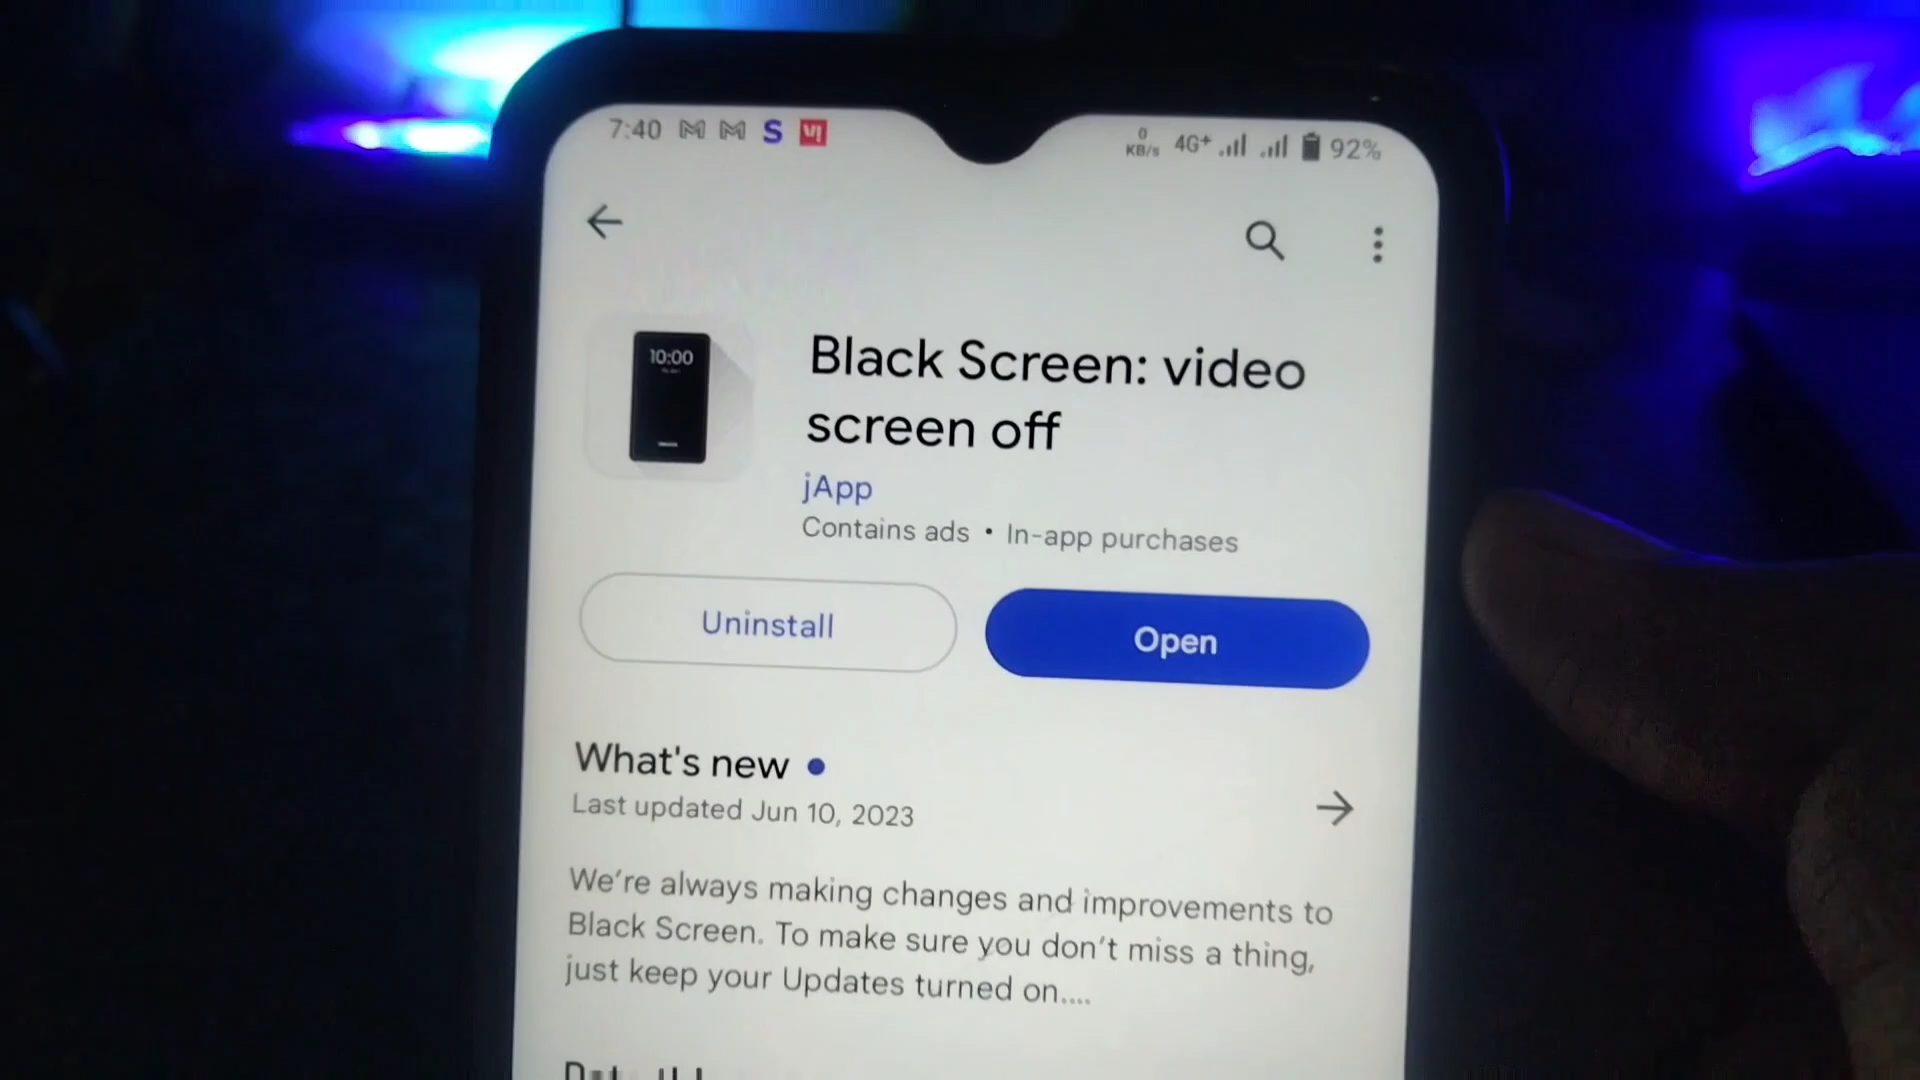 7:40 S VI 0 KB/s 4G+ 92%
10:00
Black Screen: video
screen off
jApp
Contains ads • In-app purchases
Uninstall
Open
What's new
Last updated Jun 10, 2023
We're always making changes and improvements to
Black Screen. To make sure you don't miss a thing,
just keep your Updates turned on....